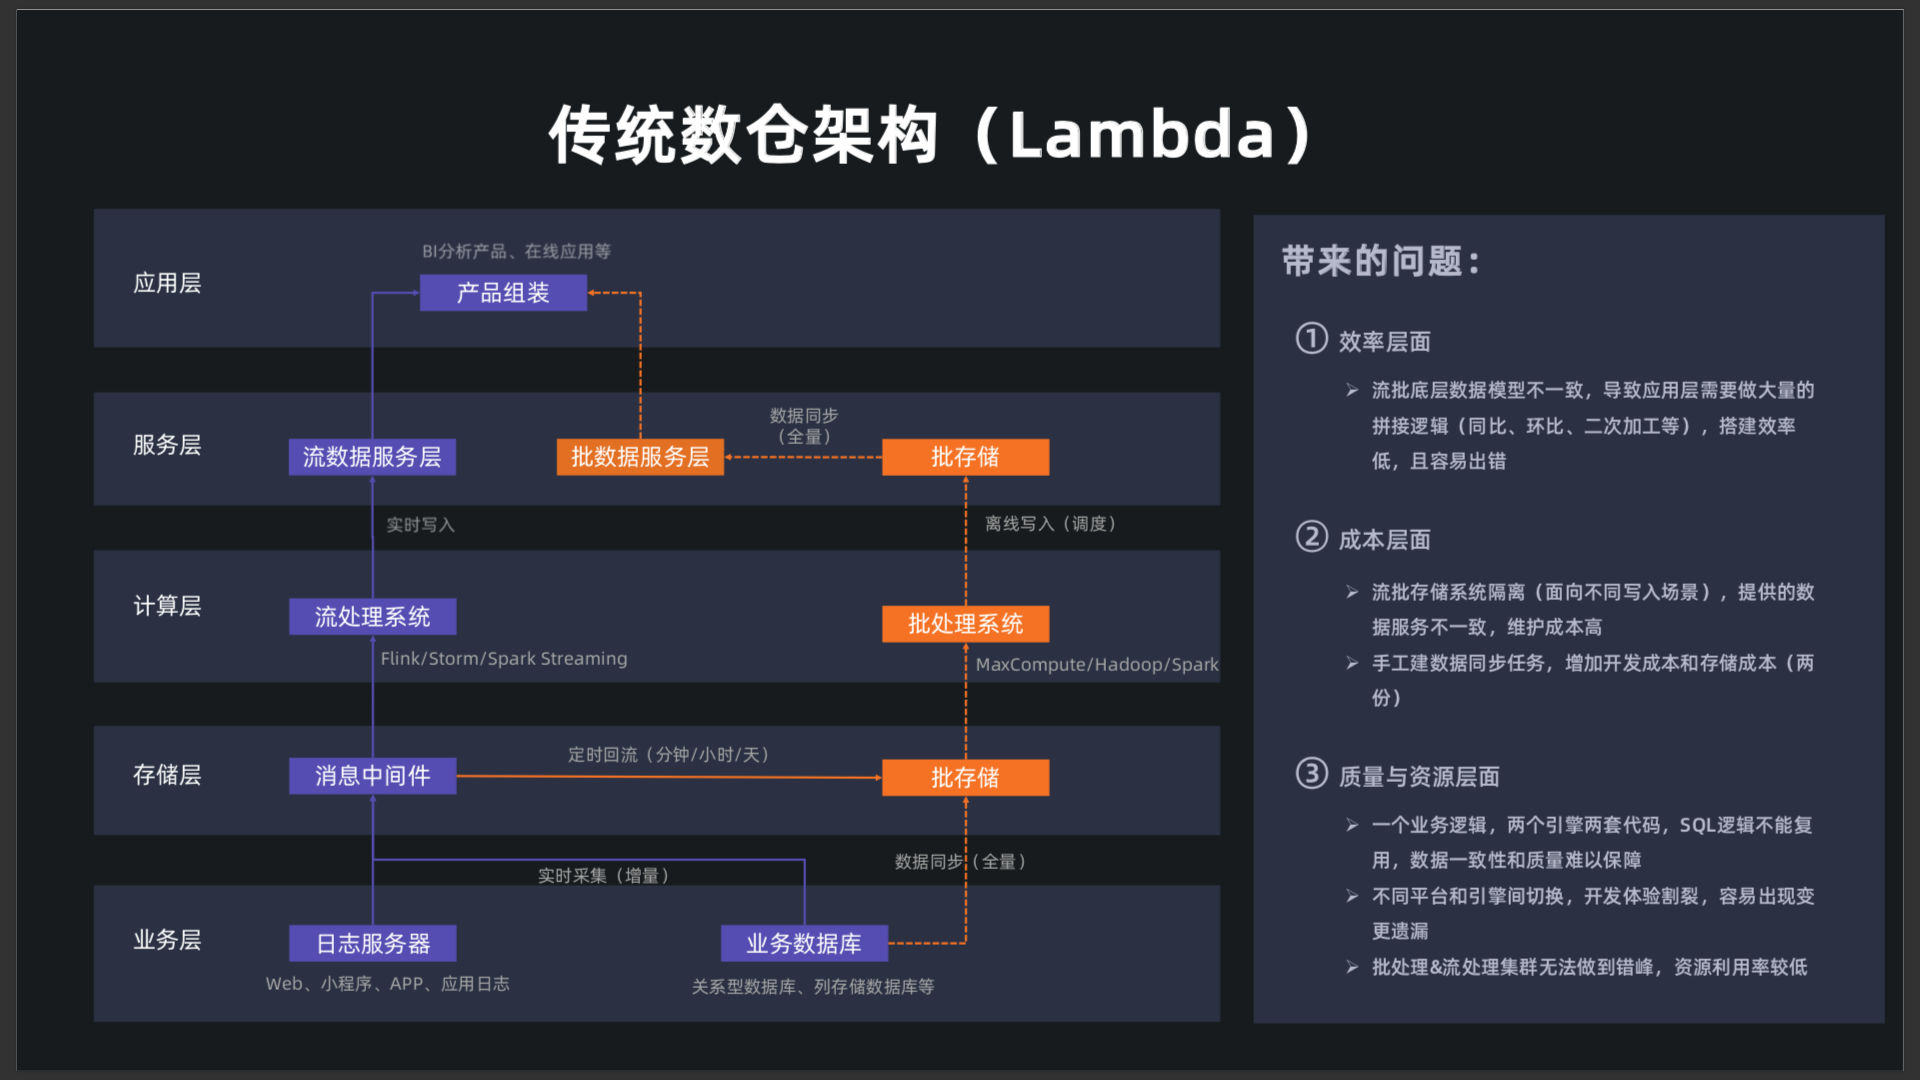 传统数仓架构（Lambda）
应用层
BI分析产品、在线应用等
产品组装
服务层
流数据服务层
批数据服务层
数据同步
（全量）
批存储
实时写入
离线写入（调度）
计算层
流处理系统
Flink/Storm/Spark Streaming
批处理系统
MaxCompute/Hadoop/Spark
存储层
消息中间件
定时回流（分钟/小时/天）
批存储
实时采集（增量）
数据同步（全量）
业务层
日志服务器
Web、小程序、APP、应用日志
业务数据库
关系型数据库、列存储数据库等
带来的问题：
① 效率层面
➢ 流批底层数据模型不一致，导致应用层需要做大量的
拼接逻辑（同比、环比、二次加工等），搭建效率
低，且容易出错
② 成本层面
➢ 流批存储系统隔离（面向不同写入场景），提供的数
据服务不一致，维护成本高
➢ 手工建数据同步任务，增加开发成本和存储成本（两
份）
③ 质量与资源层面
➢ 一个业务逻辑，两个引擎两套代码，SQL逻辑不能复
用，数据一致性和质量难以保障
➢ 不同平台和引擎间切换，开发体验割裂，容易出现变
更遗漏
➢ 批处理&流处理集群无法做到错峰，资源利用率较低